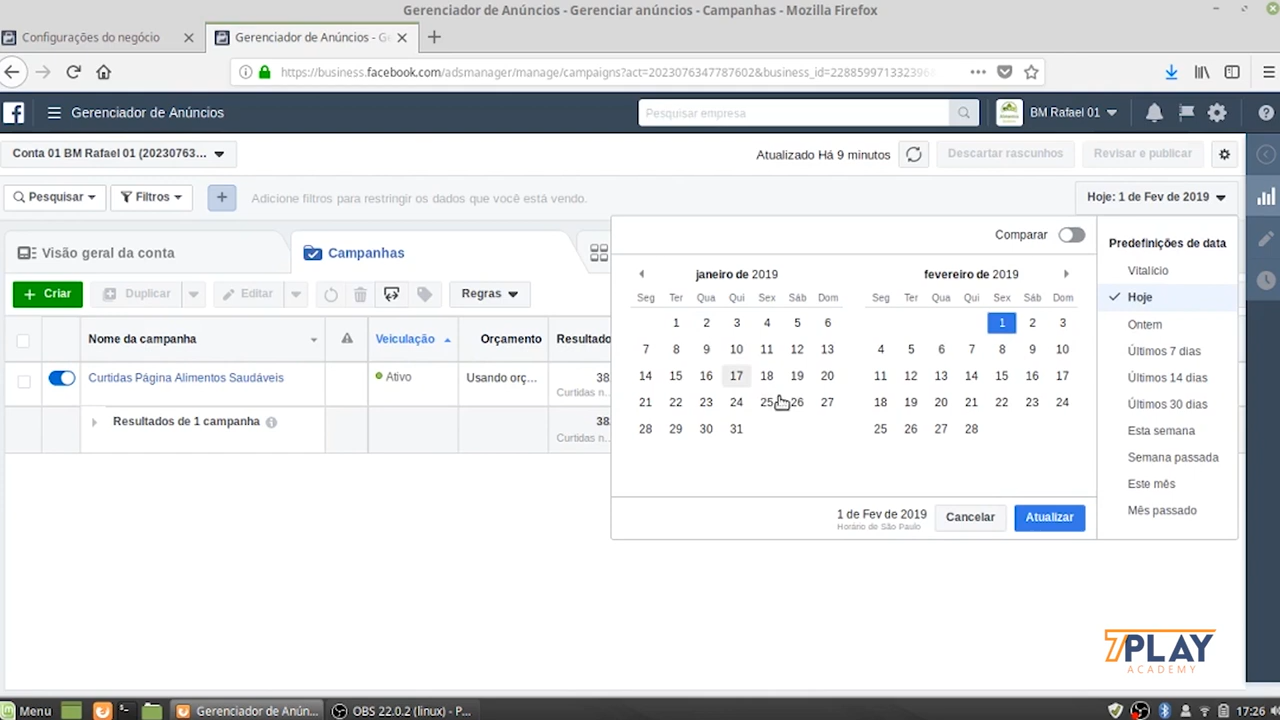 Gerenciador de Anúncios - Gerenciar anúncios - Campanhas - Mozilla Firefox
Configurações do negócio
Gerenciador de Anúncios - G
https://business.facebook.com/adsmanager/manage/campaigns?act=2023076347787602&business_id=228859971332396
Gerenciador de Anúncios
Pesquisar empresa
BM Rafael 01
Conta 01 BM Rafael 01 (20230763...
Atualizado Há 9 minutos
Descartar rascunhos
Revisar e publicar
Pesquisar
Filtros
Adicione filtros para restringir os dados que você está vendo.
Hoje: 1 de Fev de 2019
Visão geral da conta
Campanhas
Criar
Duplicar
Editar
Regras
Nome da campanha
Veiculação
Orçamento
Resultado
Curtidas Página Alimentos Saudáveis
Ativo
Usando orç...
38
Curtidas n..
Resultados de 1 campanha
38
Curtidas n..
Comparar
janeiro de 2019
Seg Ter Qua Qui Sex Sáb Dom
1 2 3 4 5 6
7 8 9 10 11 12 13
14 15 16 17 18 19 20
21 22 23 24 25 26 27
28 29 30 31
fevereiro de 2019
Seg Ter Qua Qui Sex Sáb Dom
1 2 3
4 5 6 7 8 9 10
11 12 13 14 15 16 17
18 19 20 21 22 23 24
25 26 27 28
1 de Fev de 2019
Horário de São Paulo
Cancelar
Atualizar
Predefinições de data
Vitalício
Hoje
Ontem
Últimos 7 dias
Últimos 14 dias
Últimos 30 dias
Esta semana
Semana passada
Este mês
Mês passado
7PLAY
ACADEMY
Menu
Gerenciador de Anún...
OBS 22.0.2 (linux) - P...
17:26